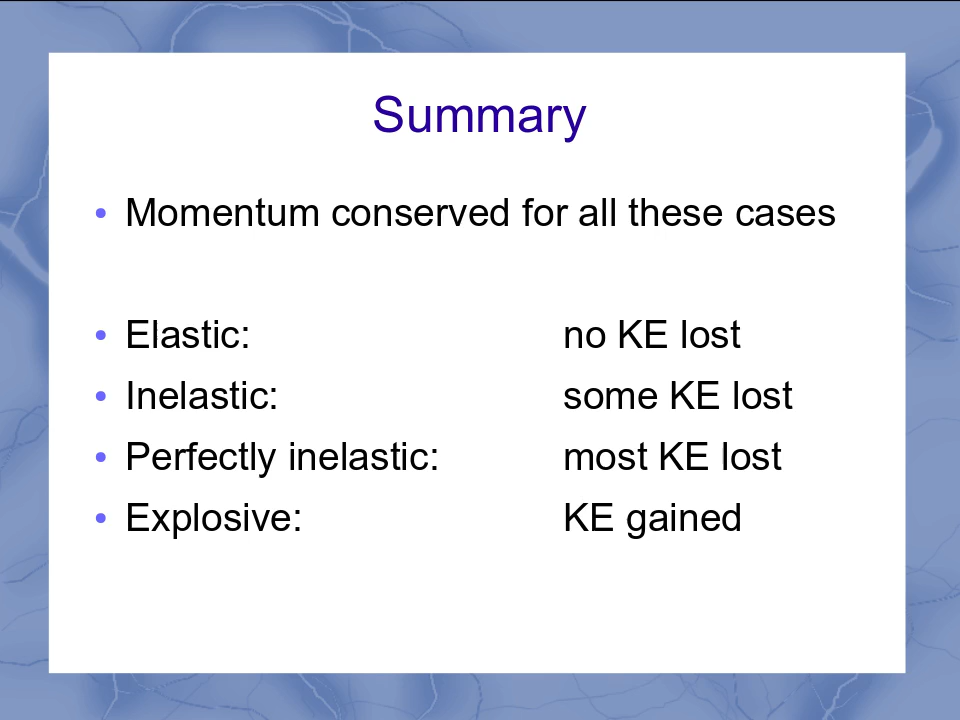 Summary
• Momentum conserved for all these cases
• Elastic: no KE lost
• Inelastic: some KE lost
• Perfectly inelastic: most KE lost
• Explosive: KE gained